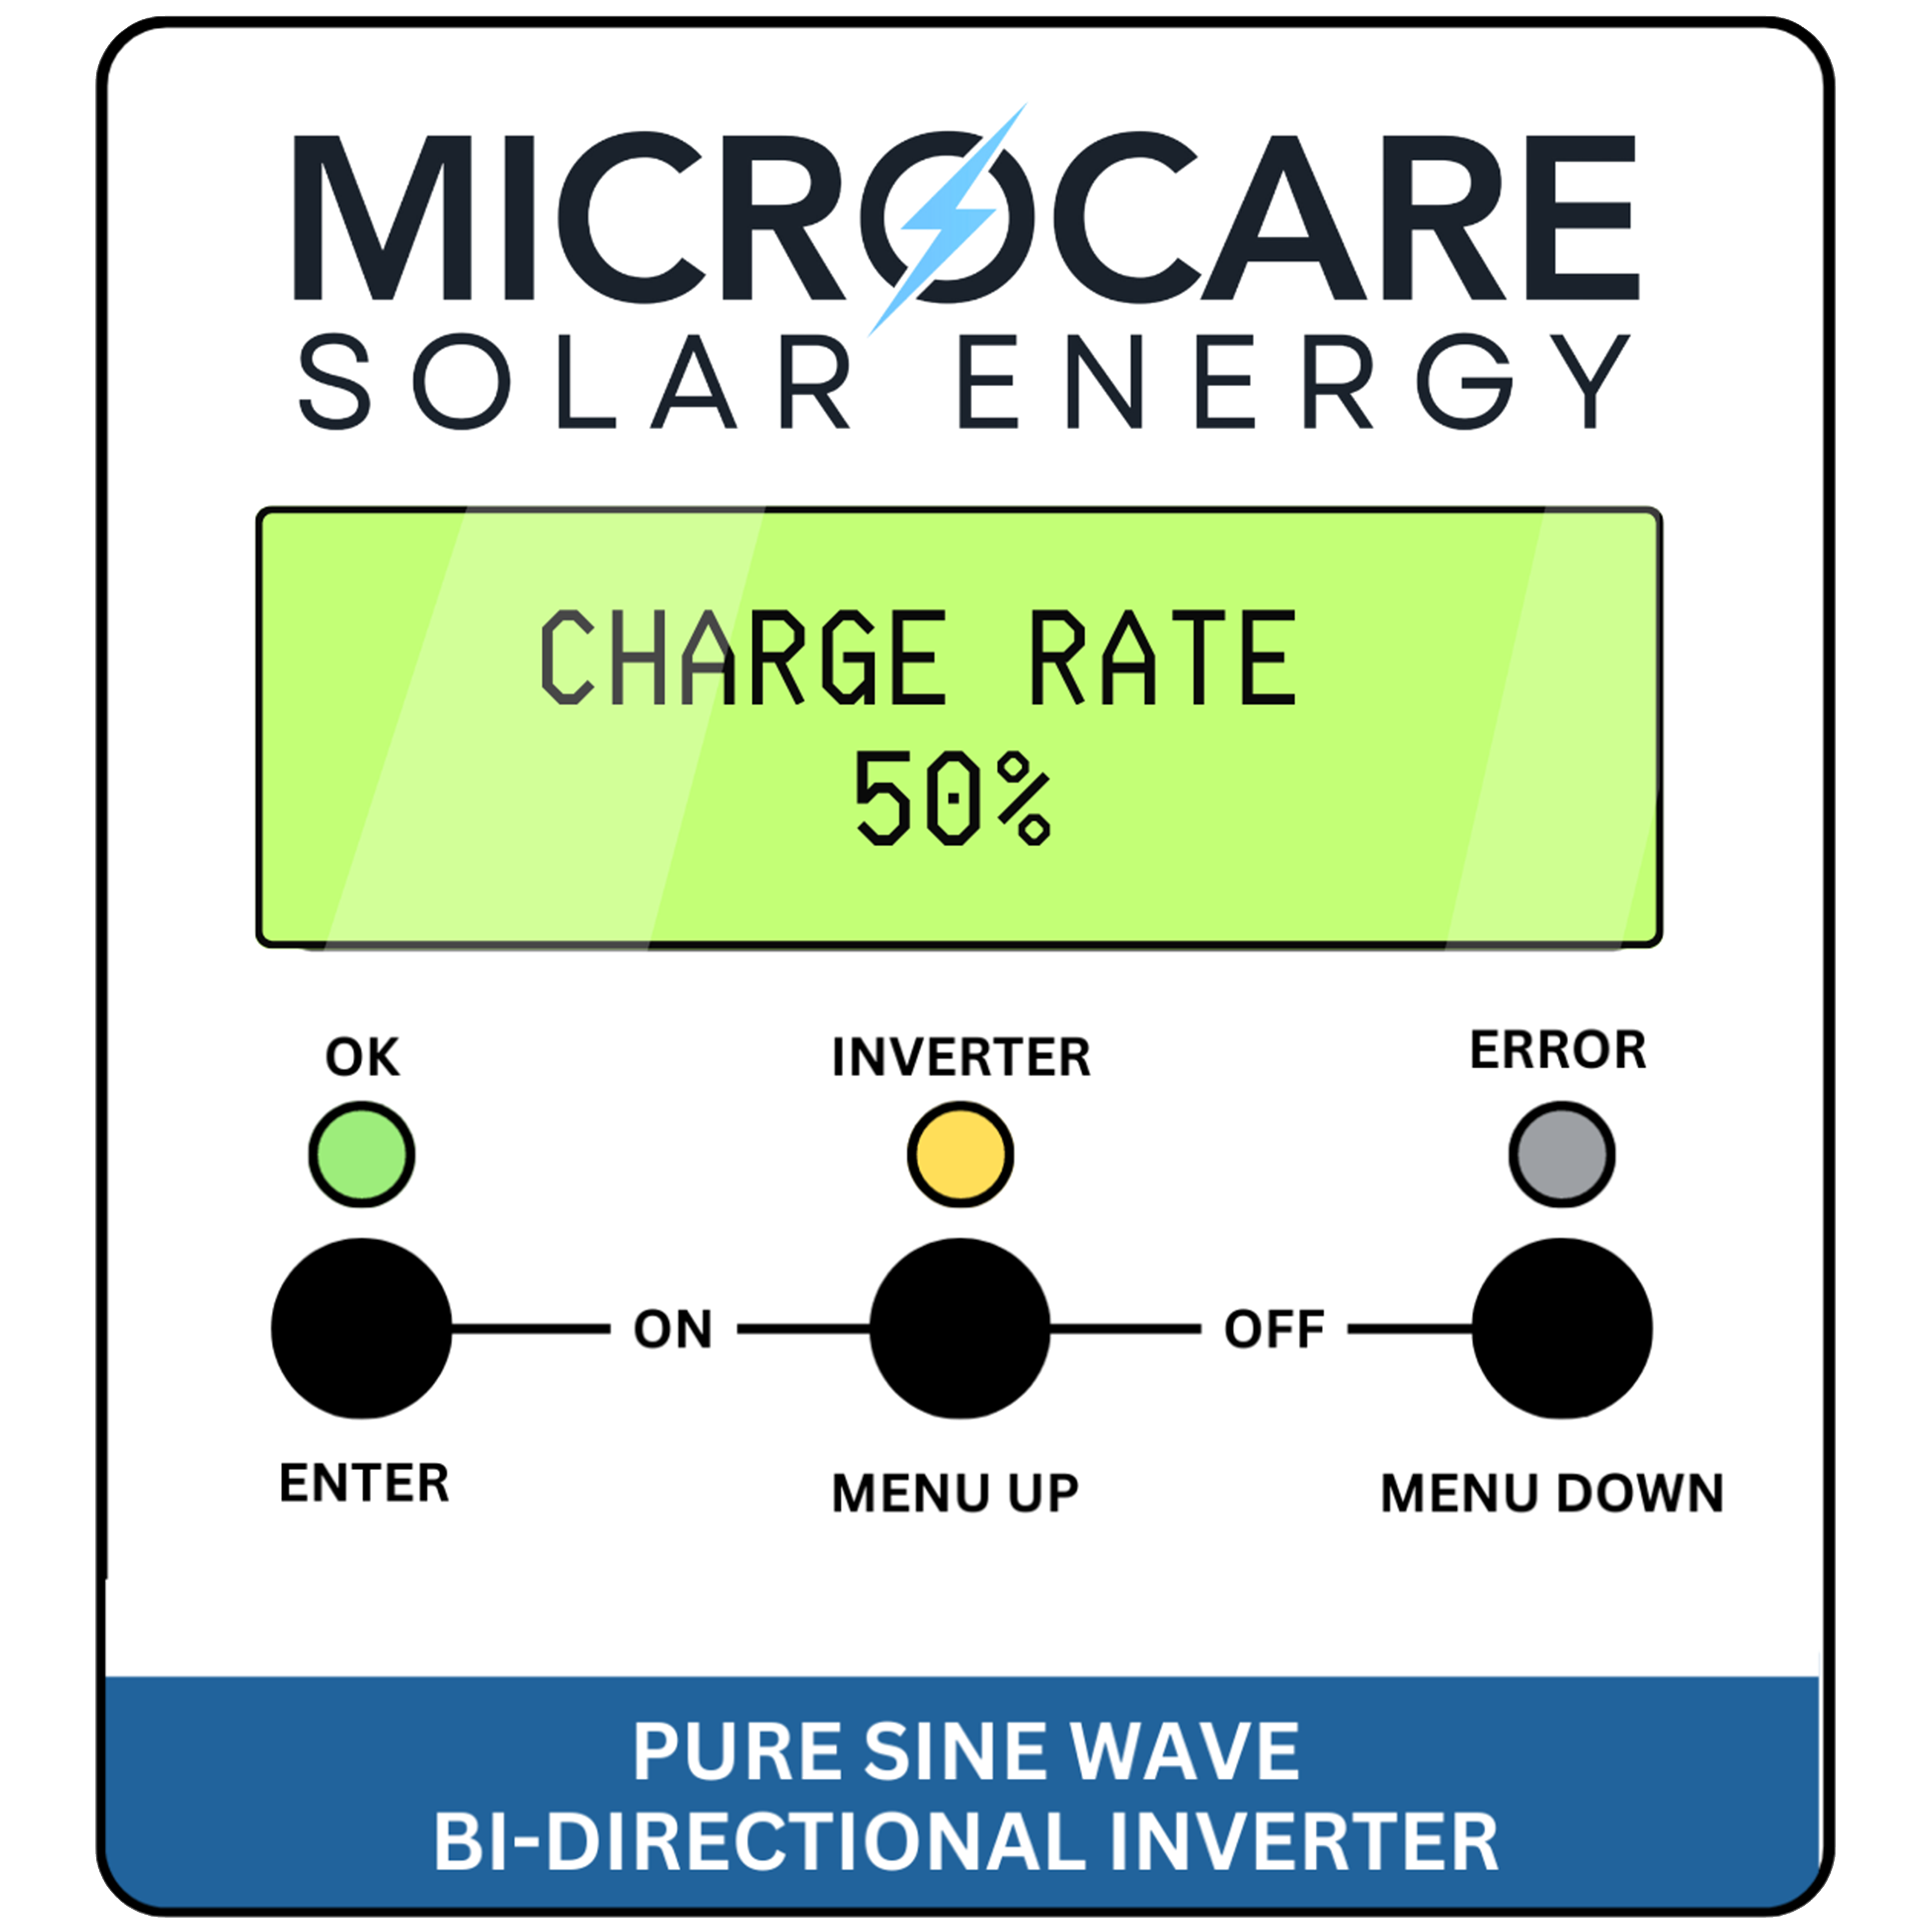 MICROCARE
SOLAR ENERGY
CHARGE RATE
50%
OK INVERTER ERROR
ON OFF
ENTER MENU UP MENU DOWN
PURE SINE WAVE
BI-DIRECTIONAL INVERTER